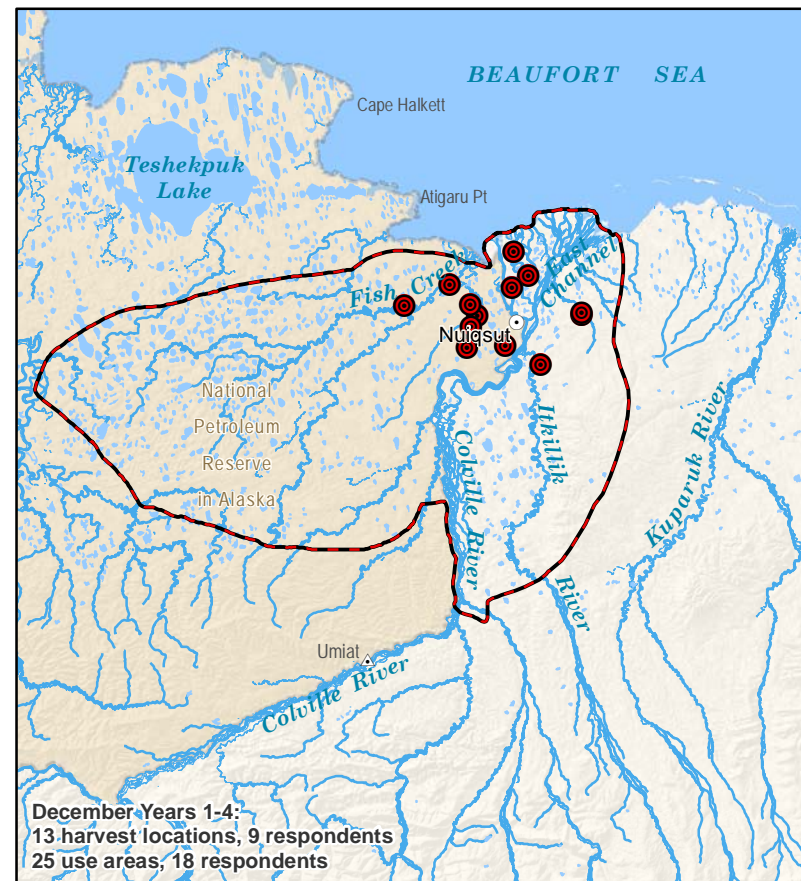 BEAUFORT SEA
Cape Halkett
Teshekpuk
Lake
Atigaru Pt
Fish Creek
East
Channel
Nuiqsut
National
Petroleum
Reserve
in Alaska
Colville River
Itkillik
River
Kuparuk River
Umiat
Colville River
December Years 1-4:
13 harvest locations, 9 respondents
25 use areas, 18 respondents